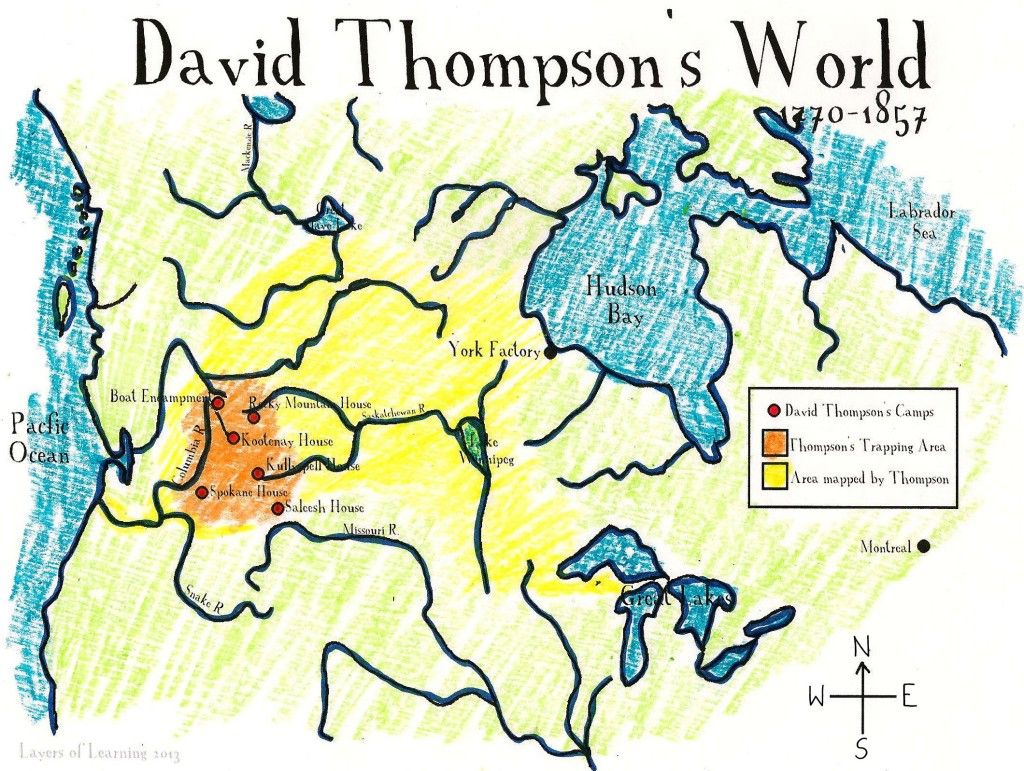 David Thompson's World
1770-1857
Mackenzie R
Great
Slave Lake
Labrador
Sea
Hudson
Bay
York Factory
Boat Encampment
Rocky Mountain House
Saskatchewan R
Pacfic
Ocean
Columbia R
Kootenay House
Lake
Winnipeg
Kullyspell House
Spokane House
Saleesh House
Missouri R.
Snake R
Great Lakes
Montreal
David Thompson's Camps
Thompson's Trapping Area
Area mapped by Thompson
N
W E
S
Layers of Learning 2013